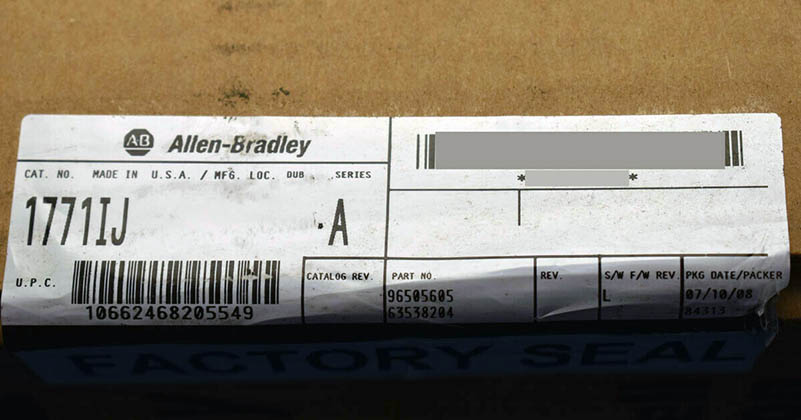 AB Allen-Bradley
CAT. NO. MADE IN U.S.A. / MFG. LOC. DUB SERIES
1771IJ A
U.P.C.
10662468205549
* *
CATALOG REV. PART NO. REV. S/W F/W REV. PKG DATE/PACKER
96505605 L 07/10/08
63538204 84313
FACTORY SEAL